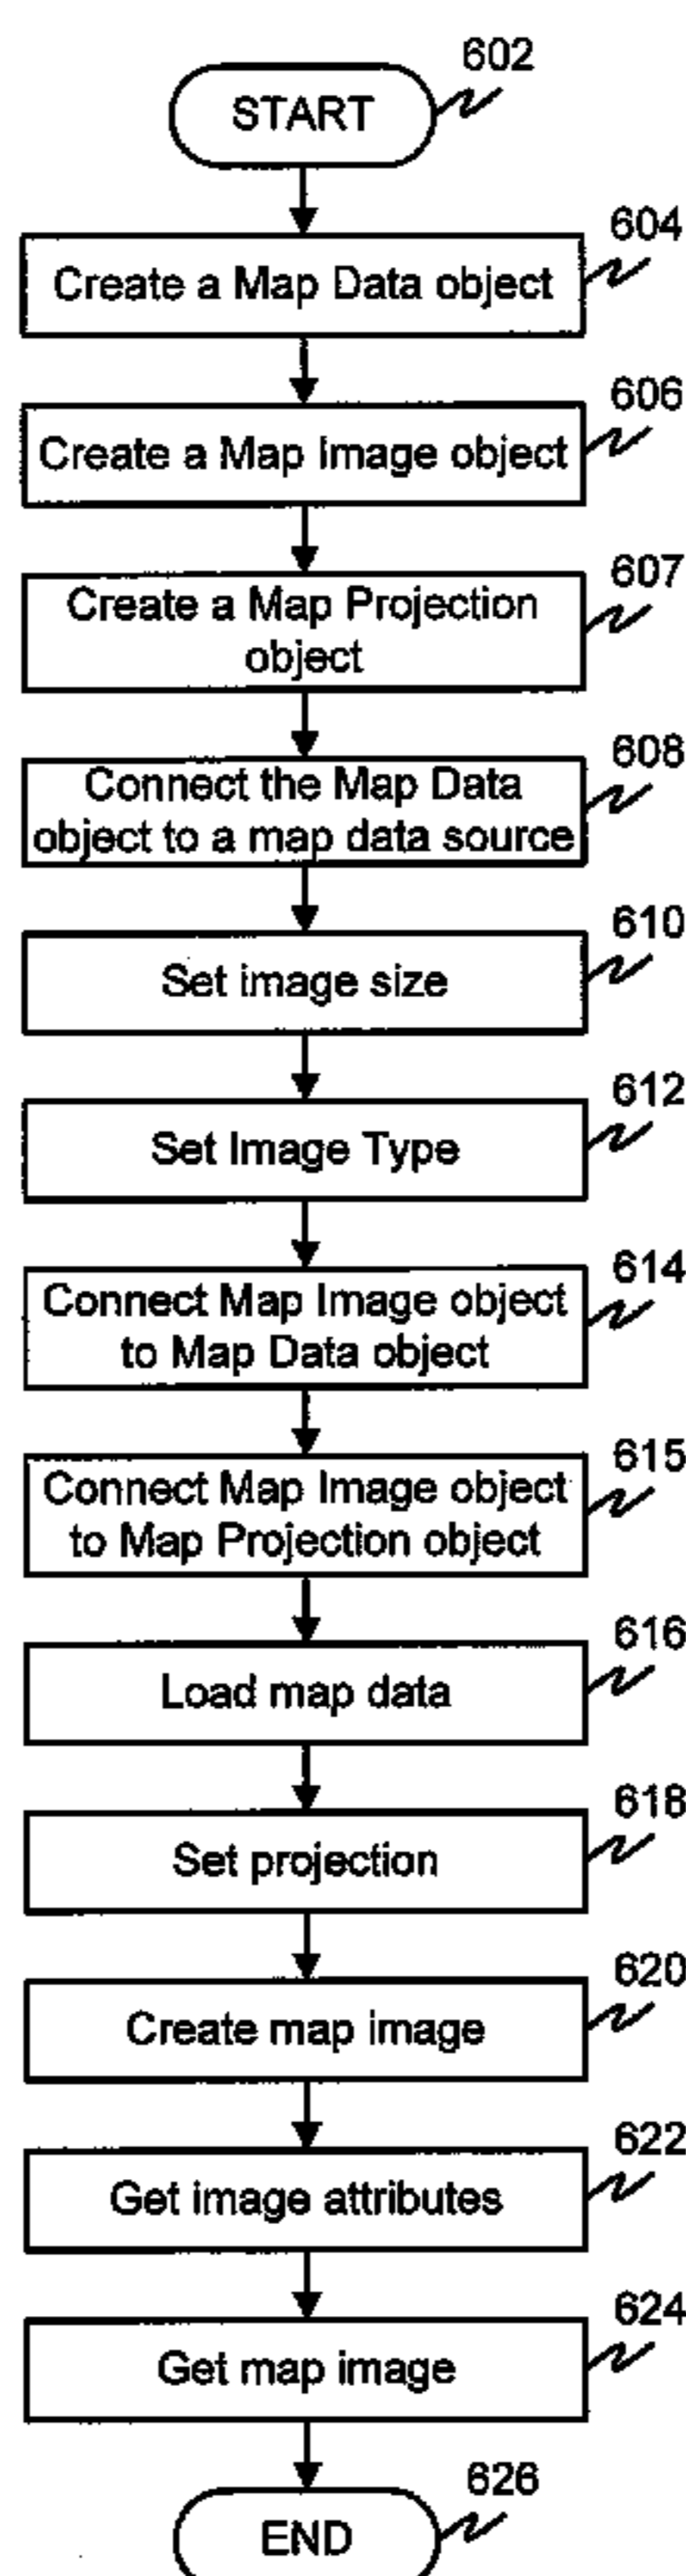 602
START
604
Create a Map Data object
606
Create a Map Image object
607
Create a Map Projection
object
608
Connect the Map Data
object to a map data source
610
Set image size
612
Set Image Type
614
Connect Map Image object
to Map Data object
615
Connect Map Image object
to Map Projection object
616
Load map data
618
Set projection
620
Create map image
622
Get image attributes
624
Get map image
626
END